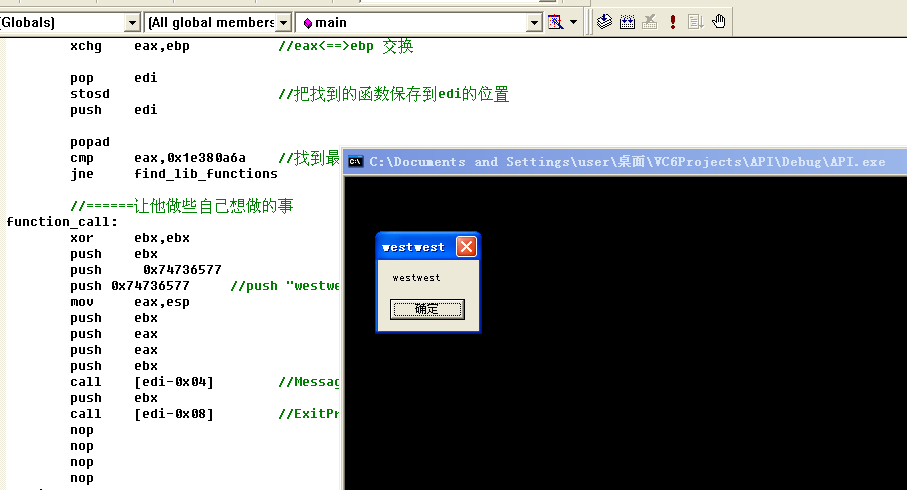 (Globals)
(All global members
main
xchg eax,ebp //eax<==>ebp 交换
pop edi
stosd //把找到的函数保存到edi的位置
push edi
popad
cmp eax,0x1e380a6a //找到最
jne find_lib_functions
//======让他做些自己想做的事
function_call:
xor ebx,ebx
push ebx
push 0x74736577
push 0x74736577 //push "westwe
mov eax,esp
push ebx
push eax
push eax
push ebx
call [edi-0x04] //Messag
push ebx
call [edi-0x08] //ExitPr
nop
nop
nop
nop
C:\Documents and Settings\user\桌面\VC6Projects\API\Debug\API.exe
westwest
westwest
确定